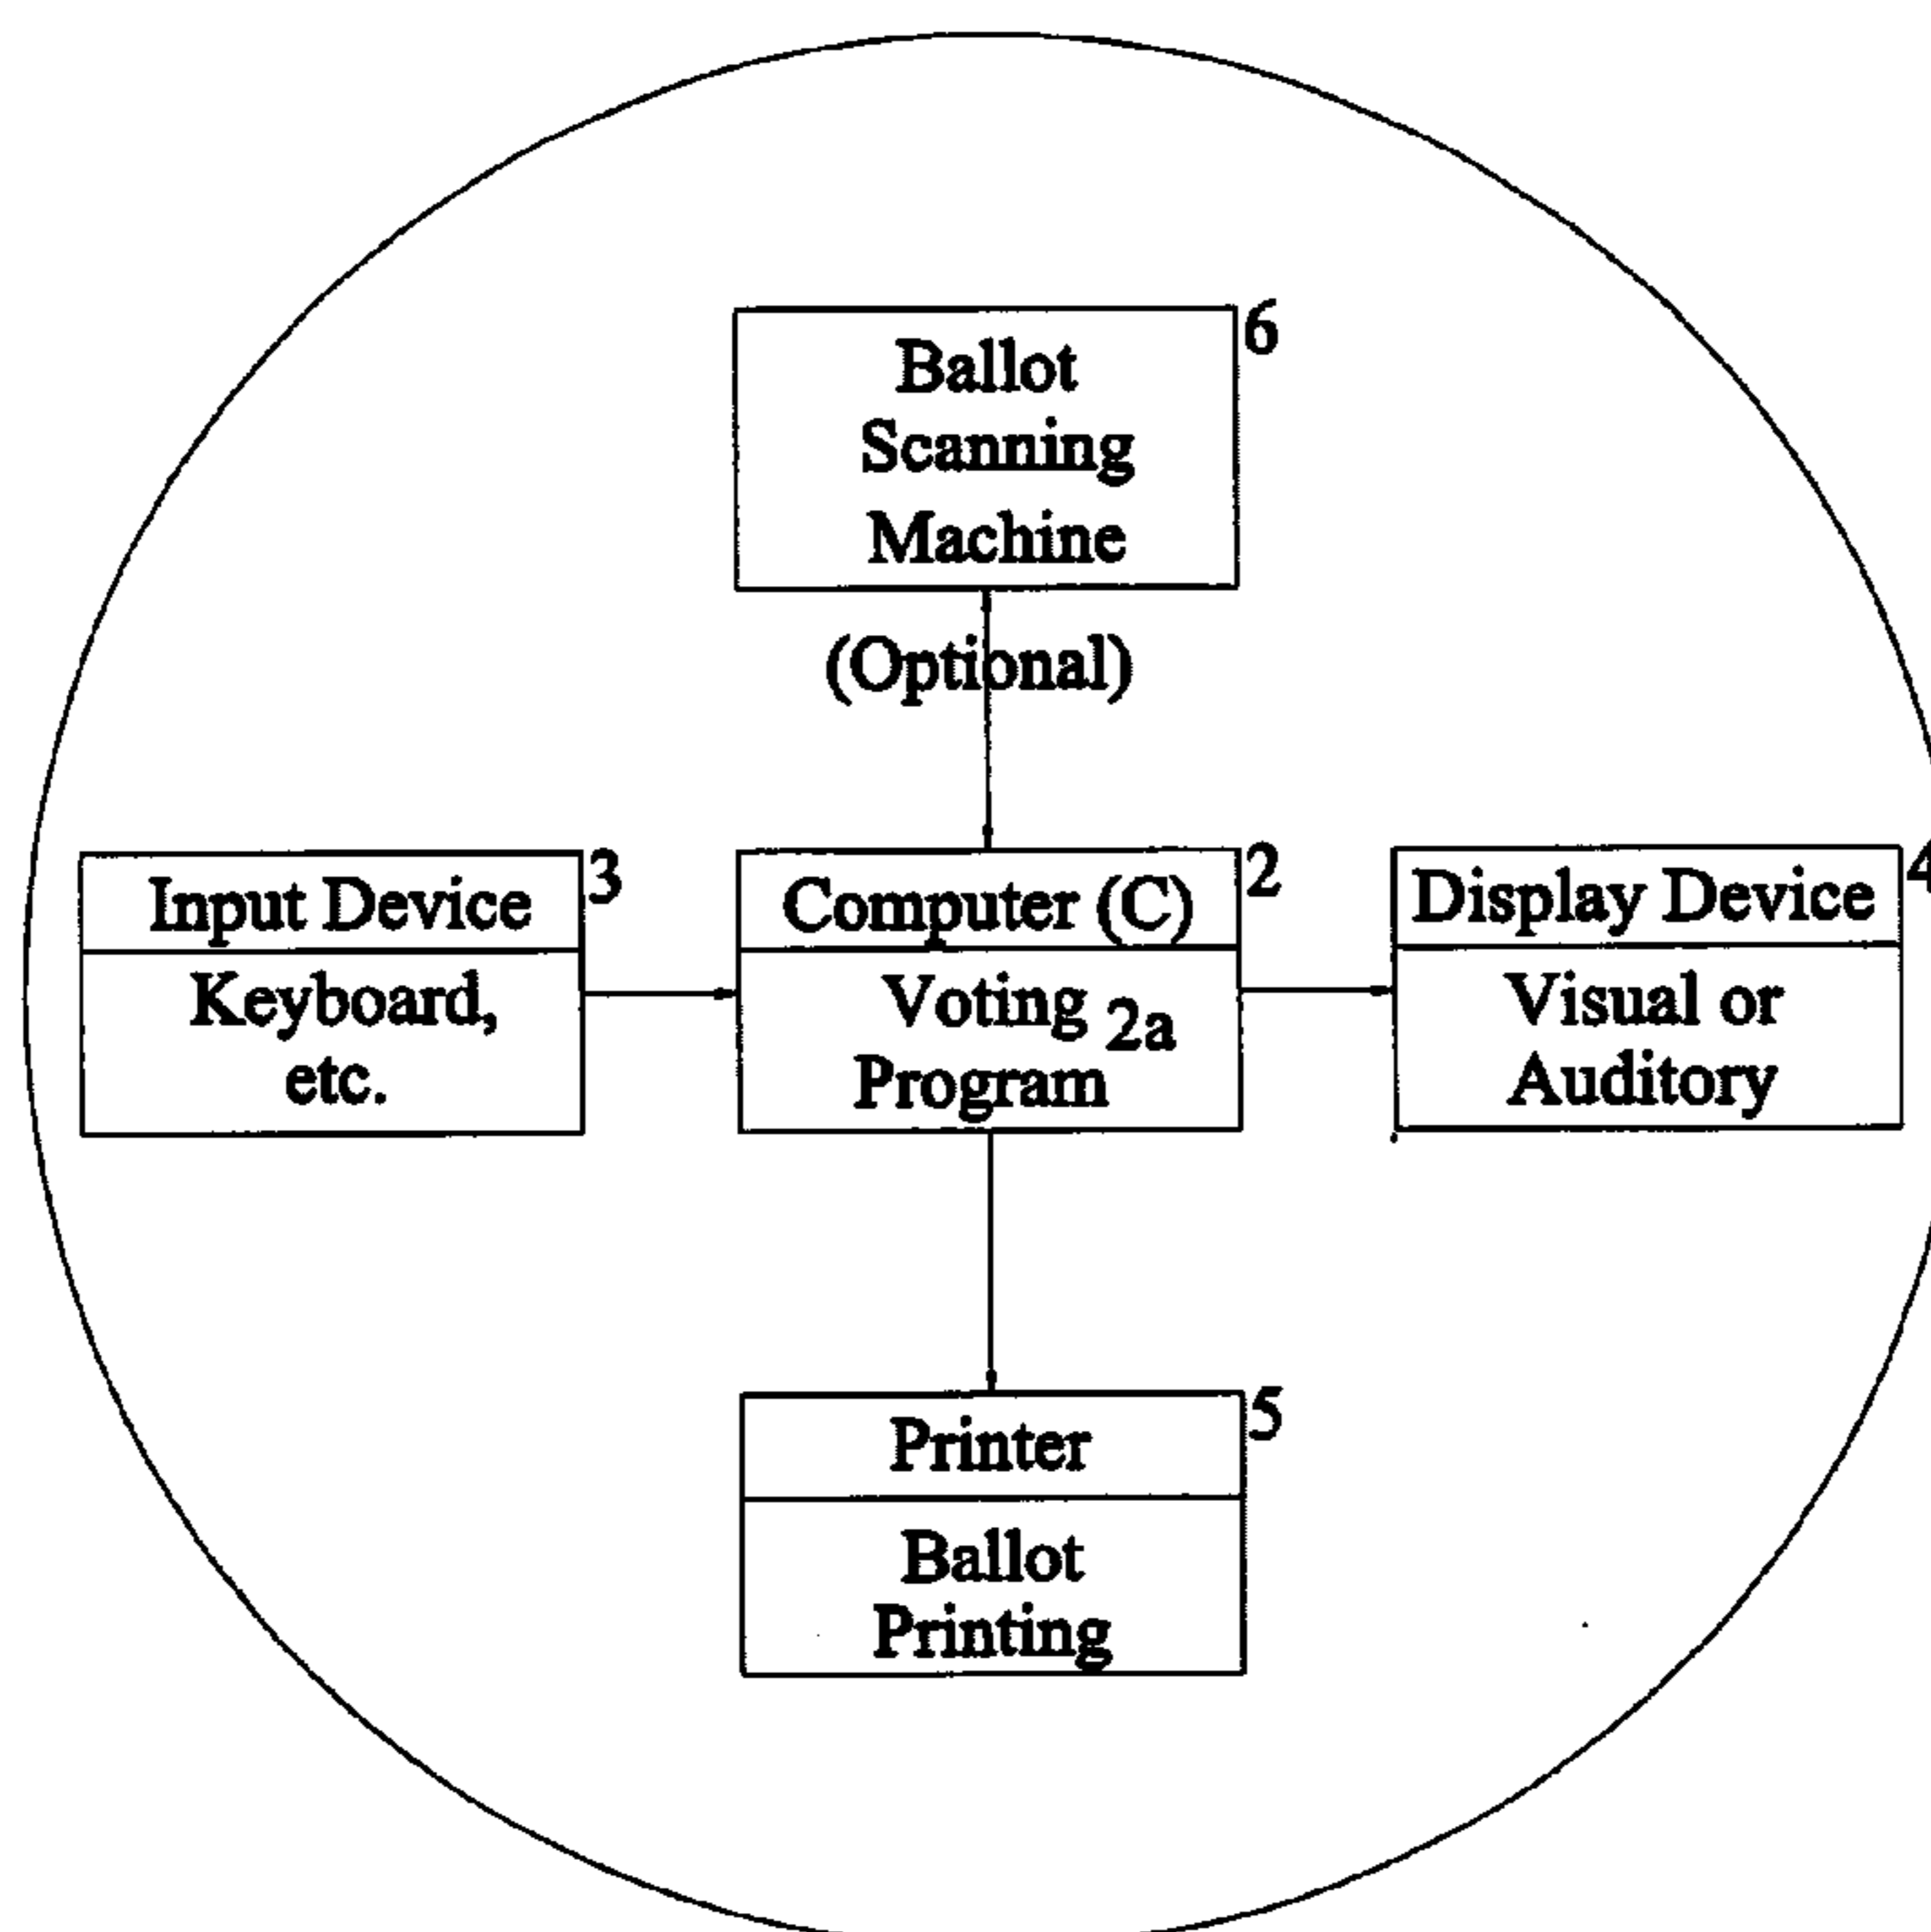 Ballot
Scanning
Machine
6
(Optional)
Input Device
3
Keyboard,
etc.
Computer (C)
2
Voting
2a
Program
Display Device
4
Visual or
Auditory
Printer
5
Ballot
Printing